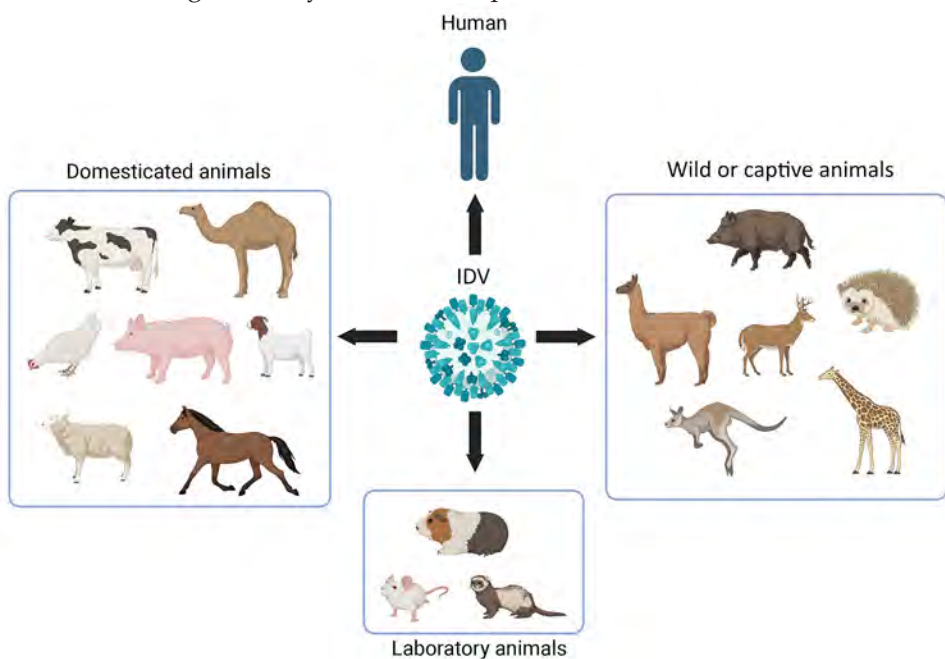 Human
Domesticated animals
Wild or captive animals
IDV
Laboratory animals